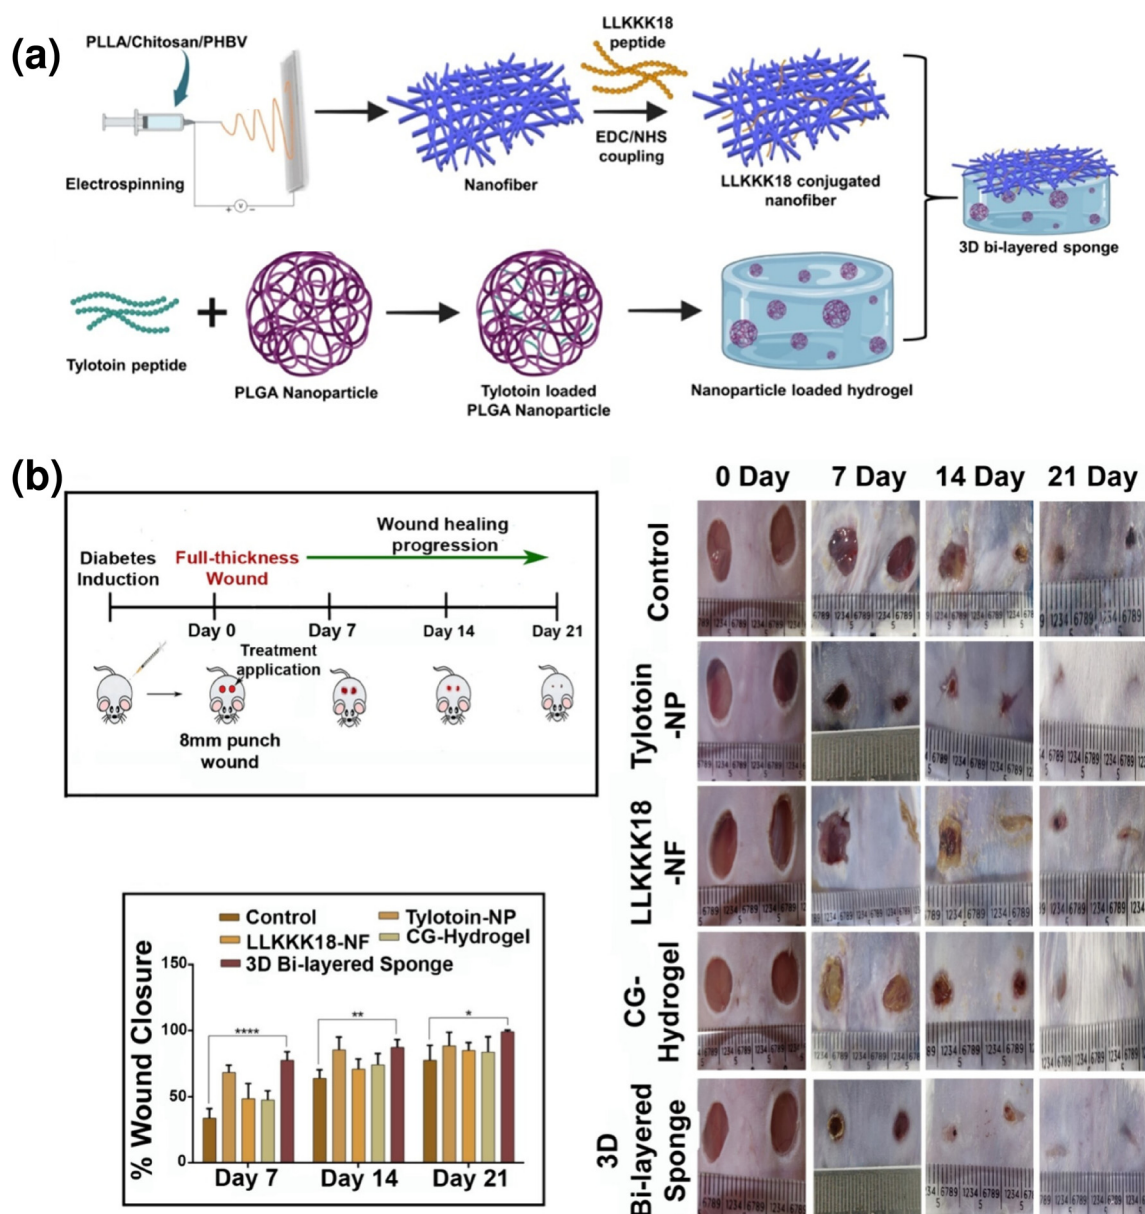 (a)
PLLA/Chitosan/PHBV
Electrospinning
+ V −
Nanofiber
LLKKK18
peptide
EDC/NHS
coupling
LLKKK18 conjugated
nanofiber
3D bi-layered sponge
Tylotoin peptide
+
PLGA Nanoparticle
Tylotoin loaded
PLGA Nanoparticle
Nanoparticle loaded hydrogel
(b)
Diabetes
Induction
Full-thickness
Wound
Wound healing
progression
Day 0
Day 7
Day 14
Day 21
Treatment
application
8mm punch
wound
% Wound Closure
Control
Tylotoin-NP
LLKKK18-NF
CG-Hydrogel
3D Bi-layered Sponge
150
100
50
0
****
**
*
Day 7
Day 14
Day 21
0 Day
7 Day
14 Day
21 Day
Control
Tylotoin
-NP
LLKKK18
-NF
CG-
Hydrogel
3D
Bi-layered
Sponge